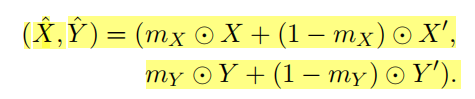 (X̂, Ŷ) = (m_X ⊙ X + (1 − m_X) ⊙ X′,
m_Y ⊙ Y + (1 − m_Y) ⊙ Y′).